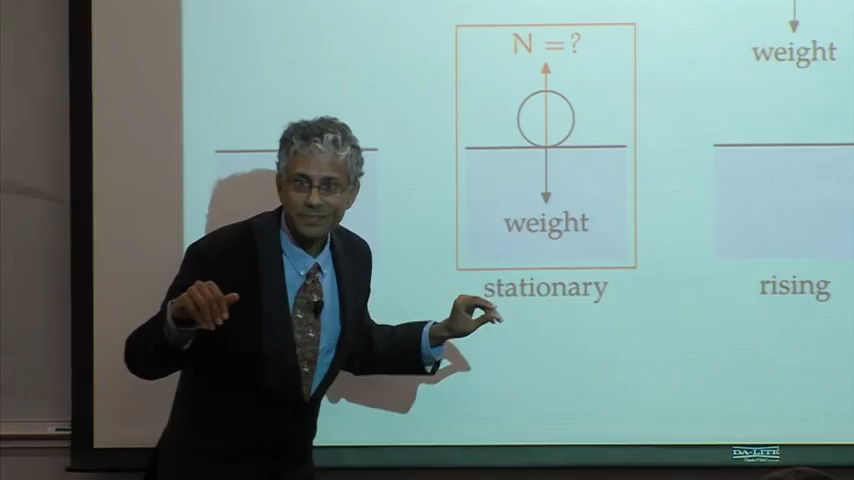 N = ?
weight
weight
stationary
rising
DA-LITE